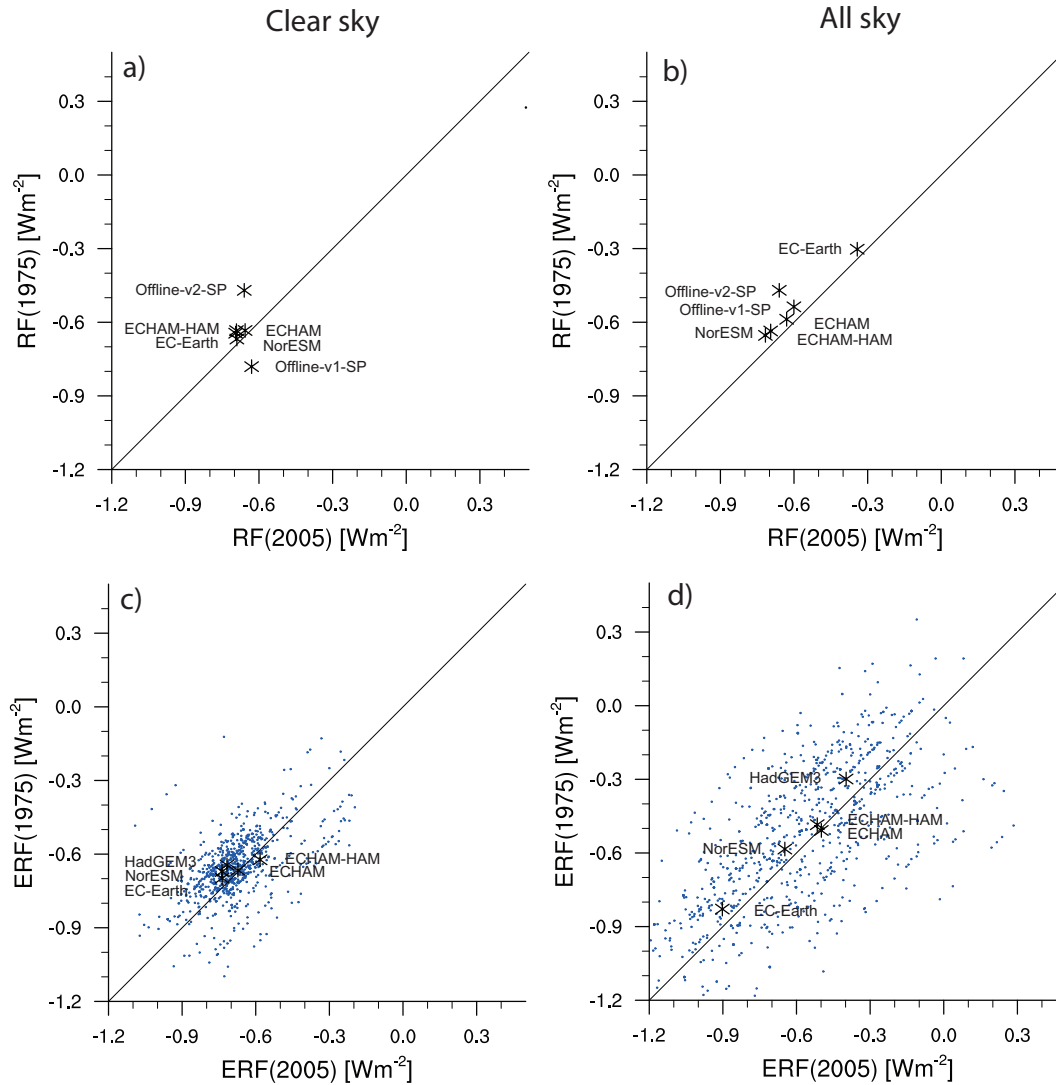 Clear sky
All sky
a)
0.3
0.0
-0.3
-0.6
-0.9
-1.2
RF(1975) [Wm-2]
Offline-v2-SP
ECHAM-HAM
EC-Earth
ECHAM
NorESM
Offline-v1-SP
-1.2 -0.9 -0.6 -0.3 0.0 0.3
RF(2005) [Wm-2]
b)
0.3
0.0
-0.3
-0.6
-0.9
-1.2
RF(1975) [Wm-2]
EC-Earth
Offline-v2-SP
Offline-v1-SP
NorESM
ECHAM
ECHAM-HAM
-1.2 -0.9 -0.6 -0.3 0.0 0.3
RF(2005) [Wm-2]
c)
0.3
0.0
-0.3
-0.6
-0.9
-1.2
ERF(1975) [Wm-2]
HadGEM3
NorESM
EC-Earth
ECHAM-HAM
ECHAM
-1.2 -0.9 -0.6 -0.3 0.0 0.3
ERF(2005) [Wm-2]
d)
0.3
0.0
-0.3
-0.6
-0.9
-1.2
ERF(1975) [Wm-2]
HadGEM3
ECHAM-HAM
ECHAM
NorESM
EC-Earth
-1.2 -0.9 -0.6 -0.3 0.0 0.3
ERF(2005) [Wm-2]